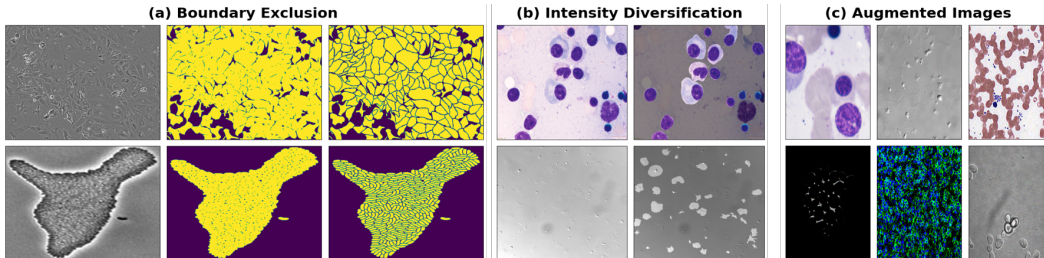 (a) Boundary Exclusion
(b) Intensity Diversification
(c) Augmented Images